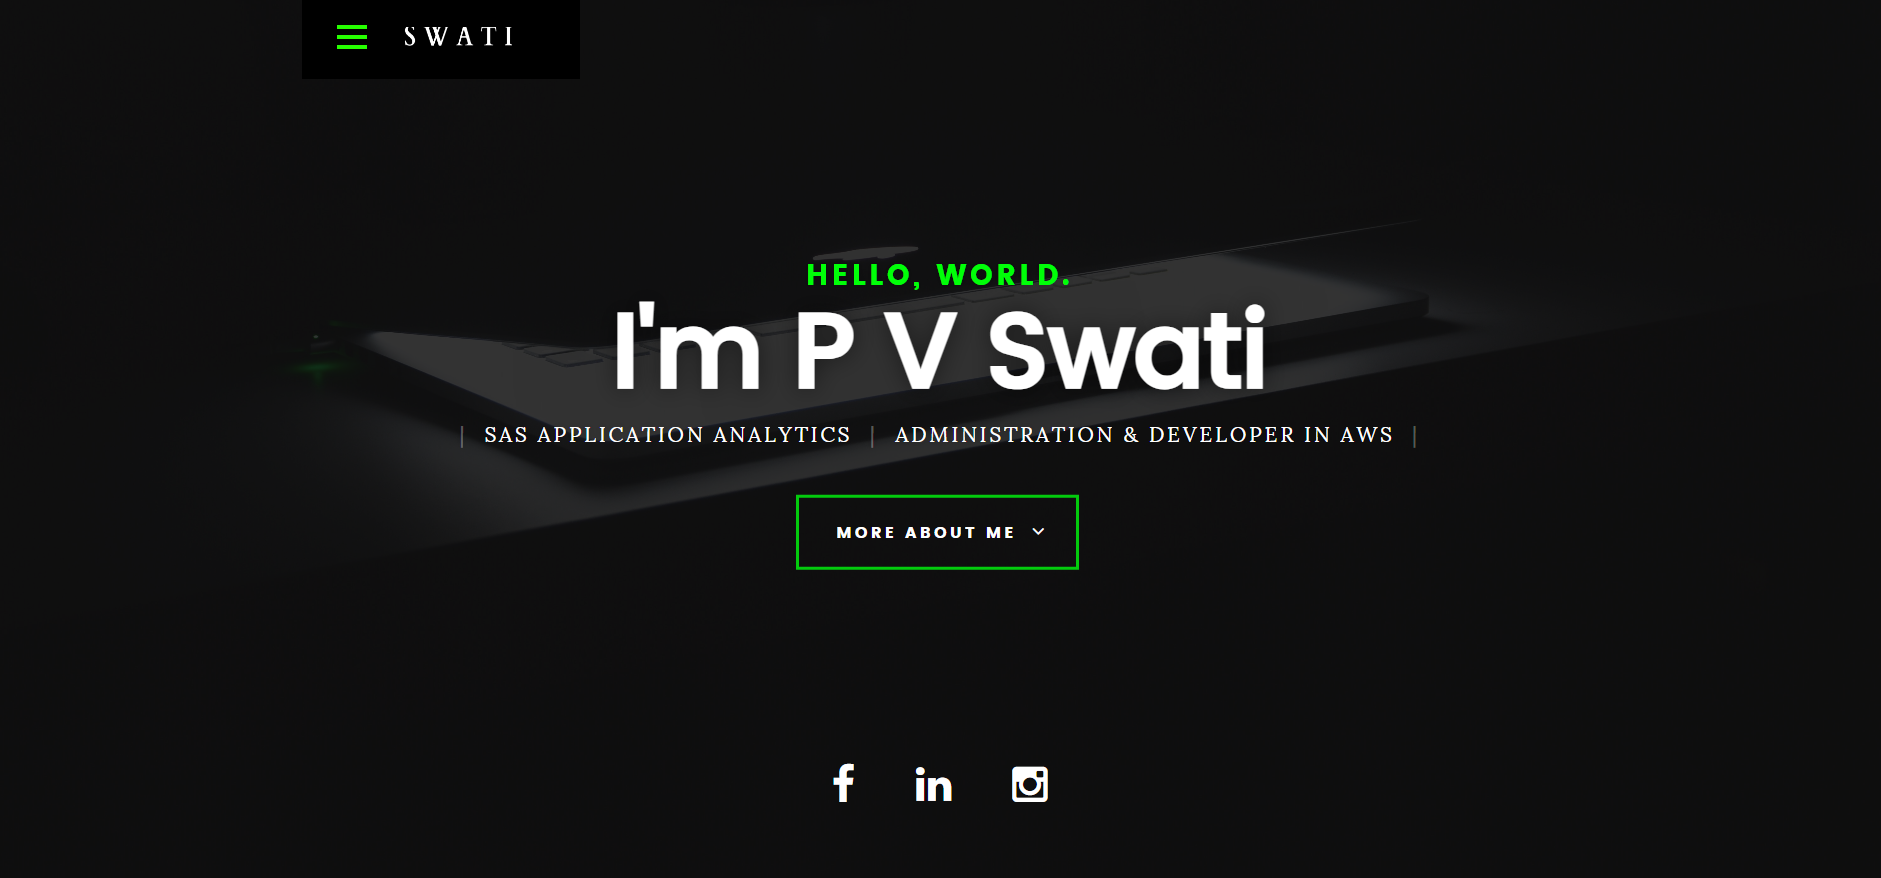 SWATI
HELLO, WORLD.
I'm P V Swati
| SAS APPLICATION ANALYTICS | ADMINISTRATION & DEVELOPER IN AWS |
MORE ABOUT ME